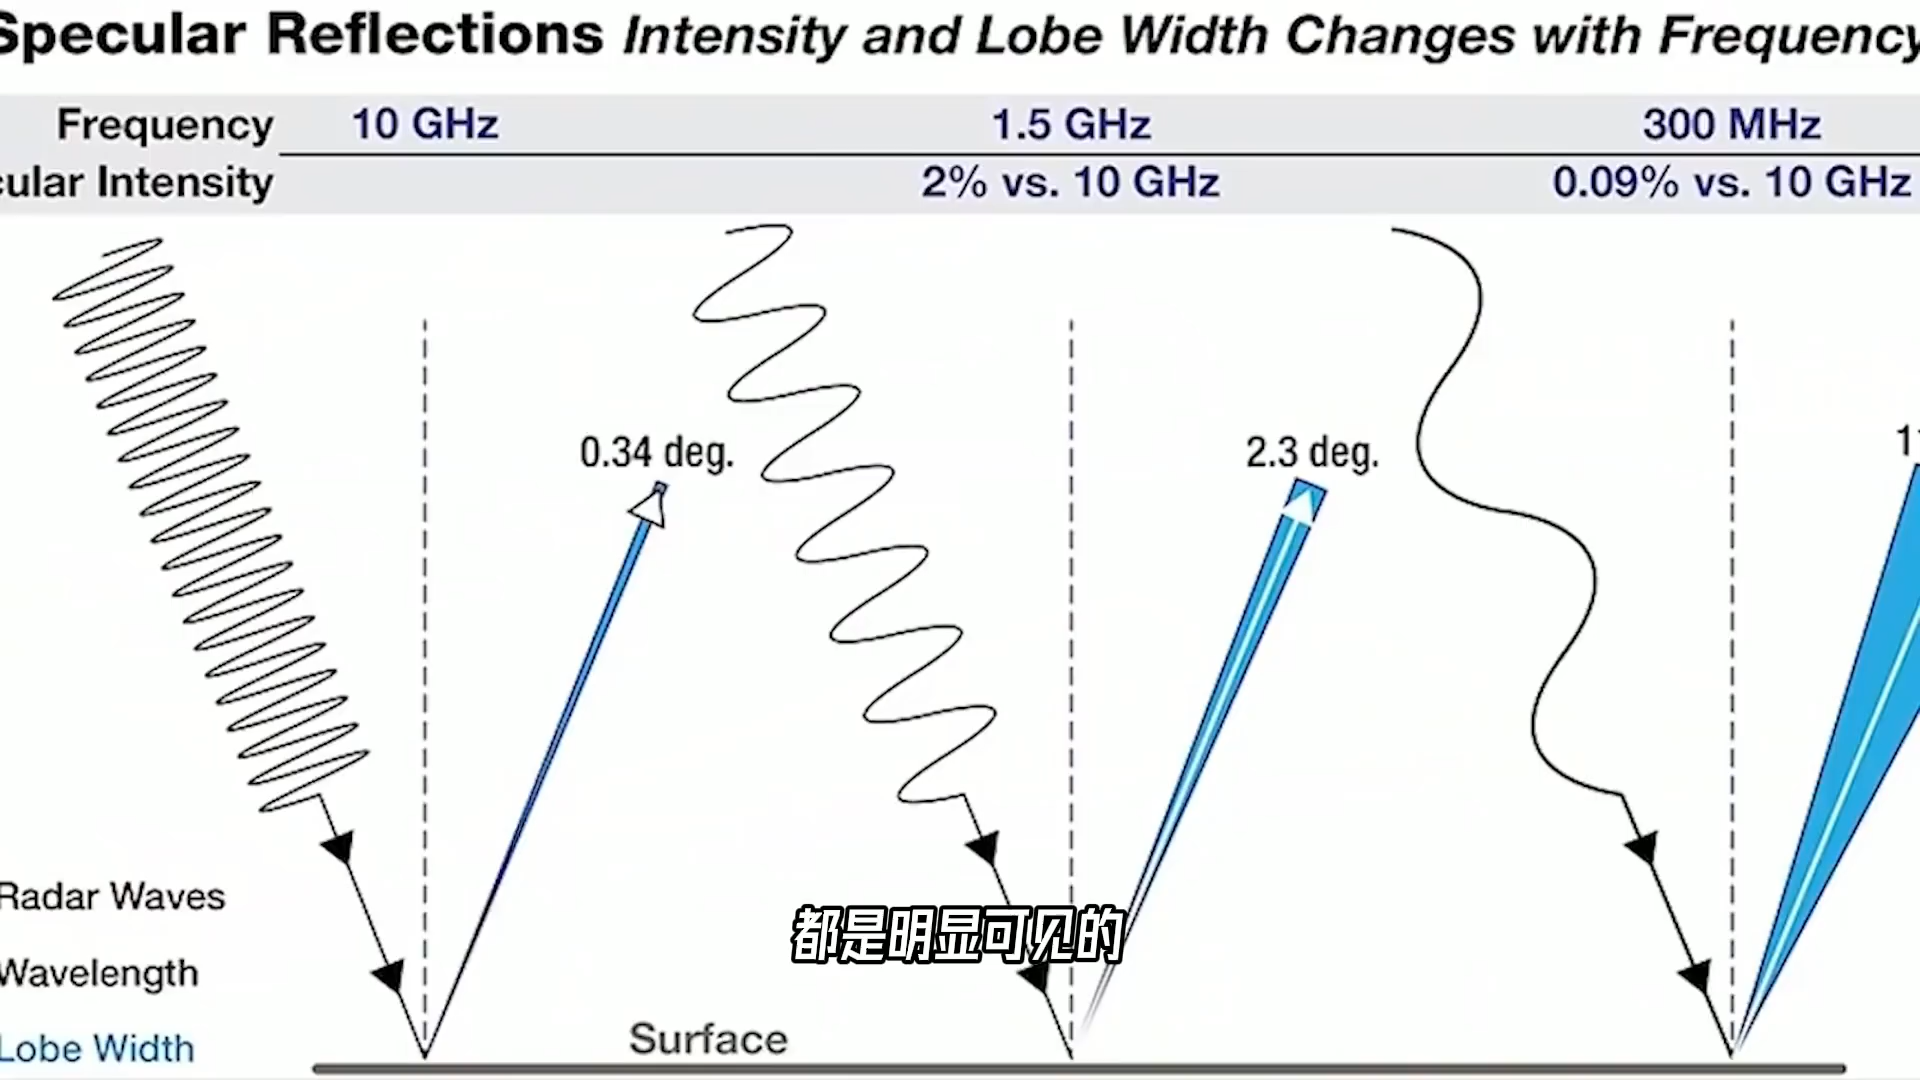 Specular Reflections Intensity and Lobe Width Changes with Frequency
Frequency 10 GHz 1.5 GHz 300 MHz
cular Intensity 2% vs. 10 GHz 0.09% vs. 10 GHz
0.34 deg. 2.3 deg. 1
Radar Waves
都是明显可见的
Wavelength
Surface
Lobe Width